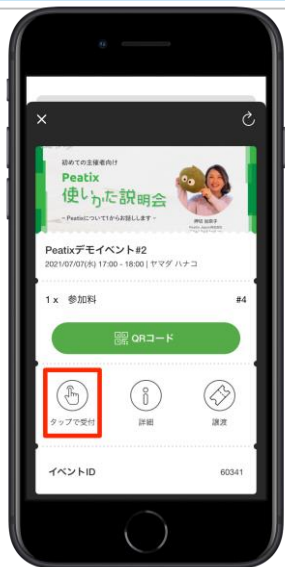 初めての主催者向け
Peatix
使いかた説明会
- Peatixについて1からお話しします -
Peatixデモイベント#2
2021/07/07(水) 17:00 - 18:00 | ヤマダ ハナコ
1 x 参加料 #4
QRコード
タップで受付 詳細 譲渡
イベントID 60341